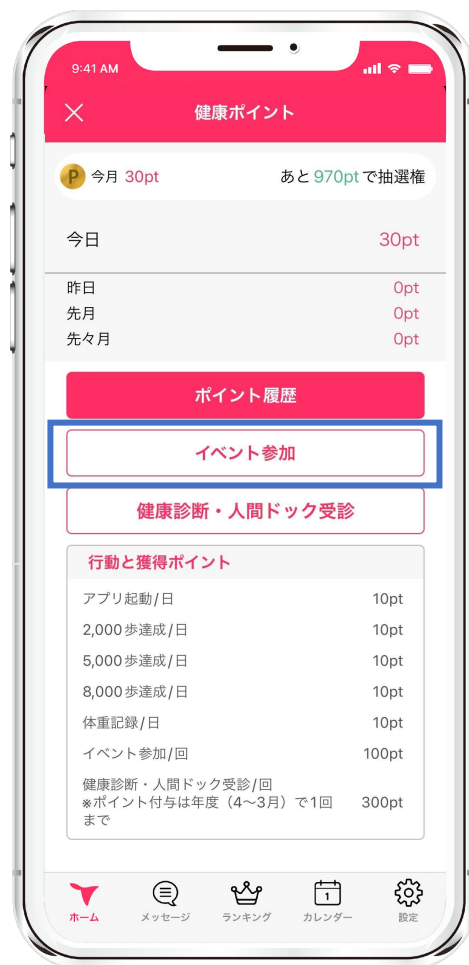 9:41 AM
健康ポイント
P 今月 30pt あと 970pt で抽選権
今日 30pt
昨日 0pt
先月 0pt
先々月 0pt
ポイント履歴
イベント参加
健康診断・人間ドック受診
行動と獲得ポイント
アプリ起動/日 10pt
2,000歩達成/日 10pt
5,000歩達成/日 10pt
8,000歩達成/日 10pt
体重記録/日 10pt
イベント参加/回 100pt
健康診断・人間ドック受診/回
※ポイント付与は年度（4〜3月）で1回 300pt
まで
1
ホーム メッセージ ランキング カレンダー 設定